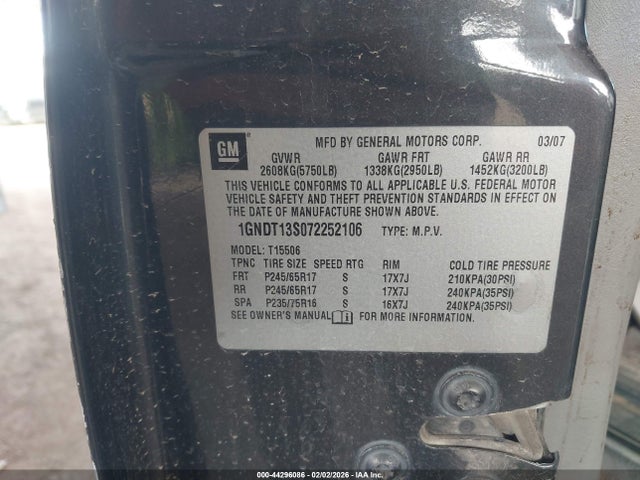 GM
MFD BY GENERAL MOTORS CORP. 03/07
GVWR GAWR FRT GAWR RR
2608KG(5750LB) 1338KG(2950LB) 1452KG(3200LB)
THIS VEHICLE CONFORMS TO ALL APPLICABLE U.S. FEDERAL MOTOR
VEHICLE SAFETY AND THEFT PREVENTION STANDARDS IN EFFECT ON
THE DATE OF MANUFACTURE SHOWN ABOVE.
1GNDT13S072252106 TYPE: M.P.V.
MODEL: T15506
TPNC TIRE SIZE SPEED RTG RIM COLD TIRE PRESSURE
FRT P245/65R17 S 17X7J 210KPA(30PSI)
RR P245/65R17 S 17X7J 240KPA(35PSI)
SPA P235/75R16 S 16X7J 240KPA(35PSI)
SEE OWNER'S MANUAL FOR MORE INFORMATION.
000-44296086 - 02/02/2026 - IAAI.com